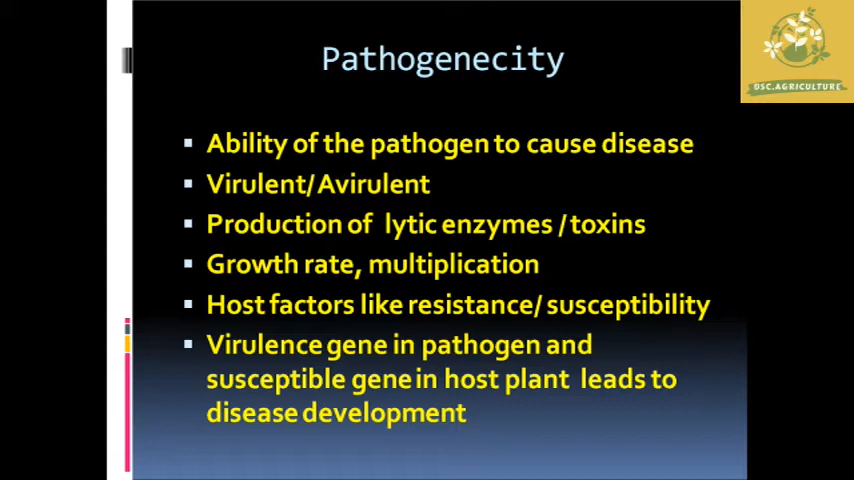 Pathogenecity
DSC.AGRICULTURE
Ability of the pathogen to cause disease
Virulent/Avirulent
Production of lytic enzymes /toxins
Growth rate, multiplication
Host factors like resistance/ susceptibility
Virulence gene in pathogen and
susceptible gene in host plant leads to
disease development